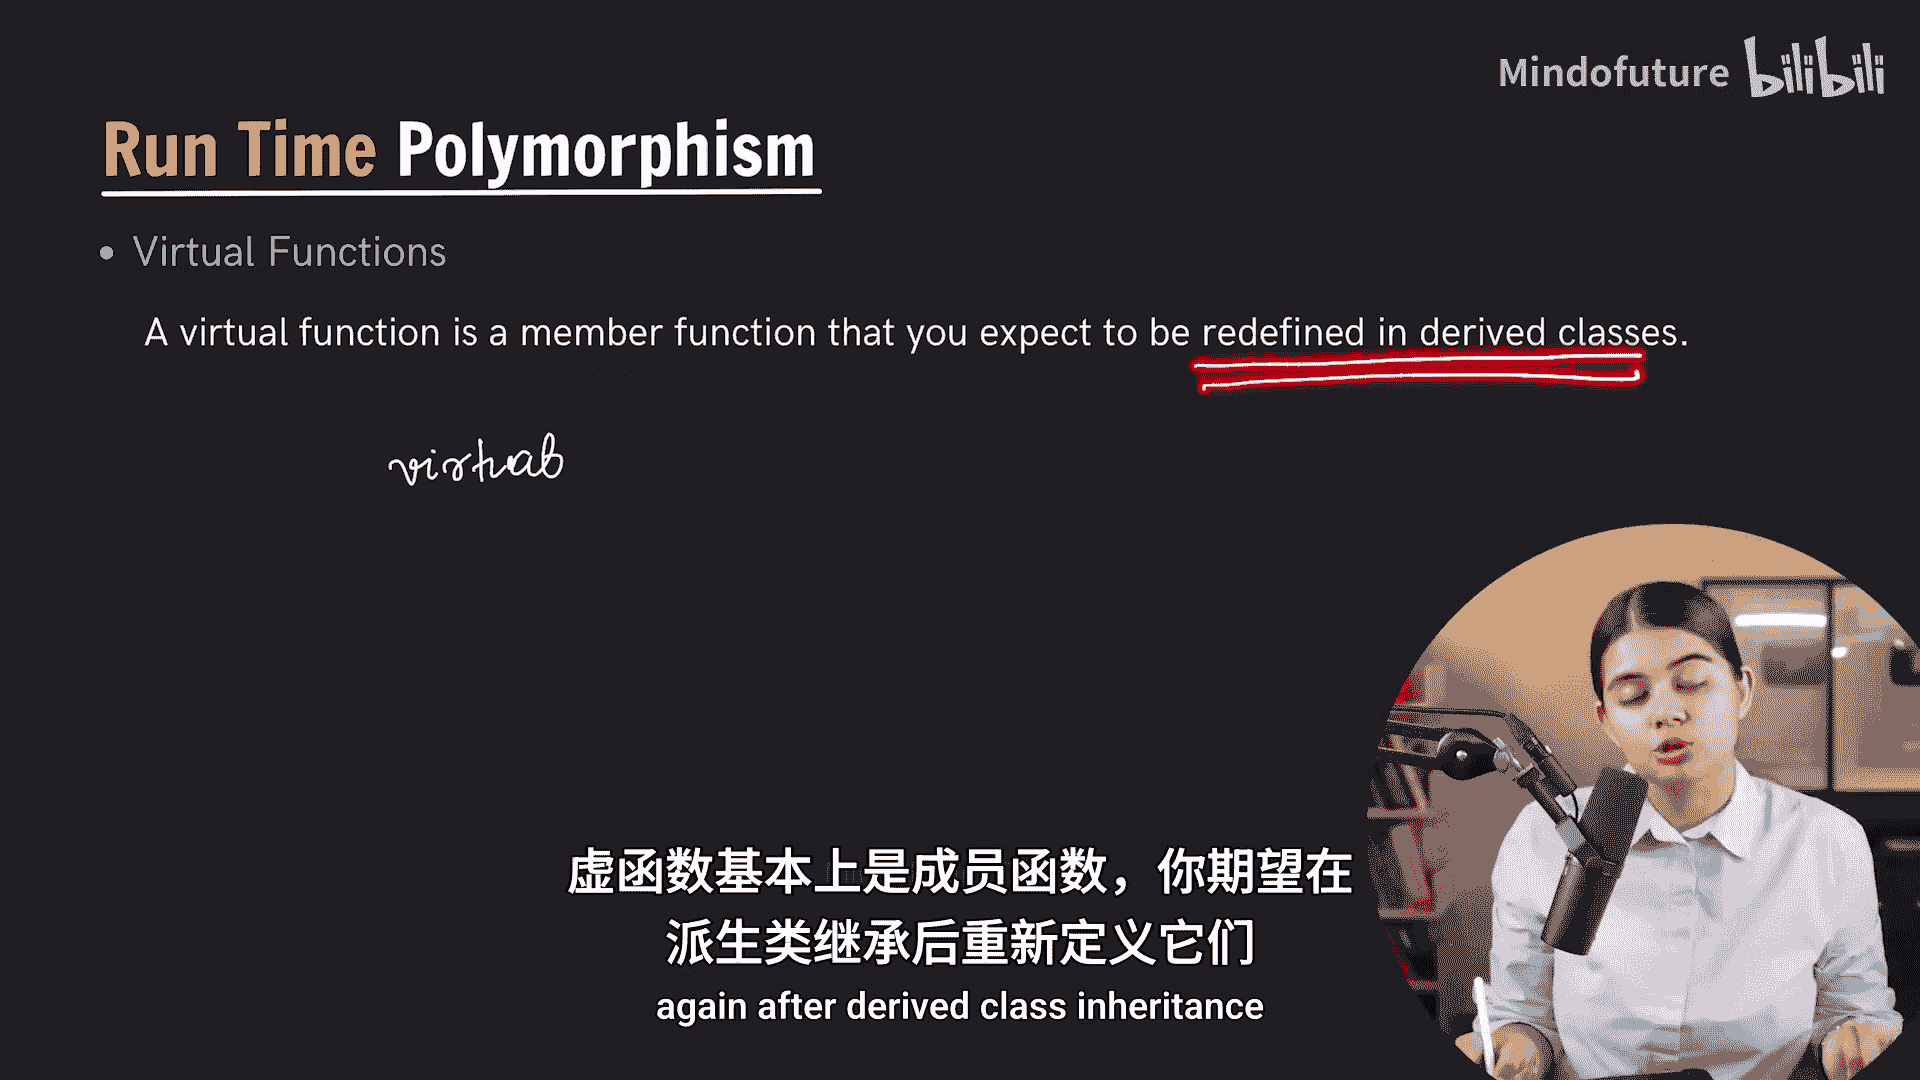 Mindofuture bilibili
Run Time Polymorphism
• Virtual Functions
A virtual function is a member function that you expect to be redefined in derived classes.
virtual
虚函数基本上是成员函数，你期望在
派生类继承后重新定义它们
again after derived class inheritance